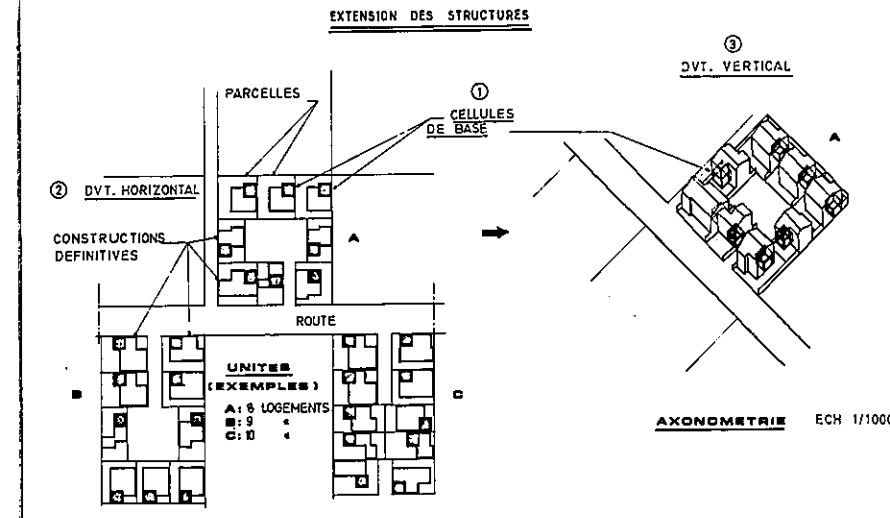 EXTENSION DES STRUCTURES
③
DVT. VERTICAL
PARCELLES
①
CELLULES
DE BASE
A
② DVT. HORIZONTAL
CONSTRUCTIONS
DEFINITIVES
A
ROUTE
UNITES
(EXEMPLES)
A: 8 LOGEMENTS
B: 9 «
C: 10 «
B
C
AXONOMETRIE ECH 1/1000